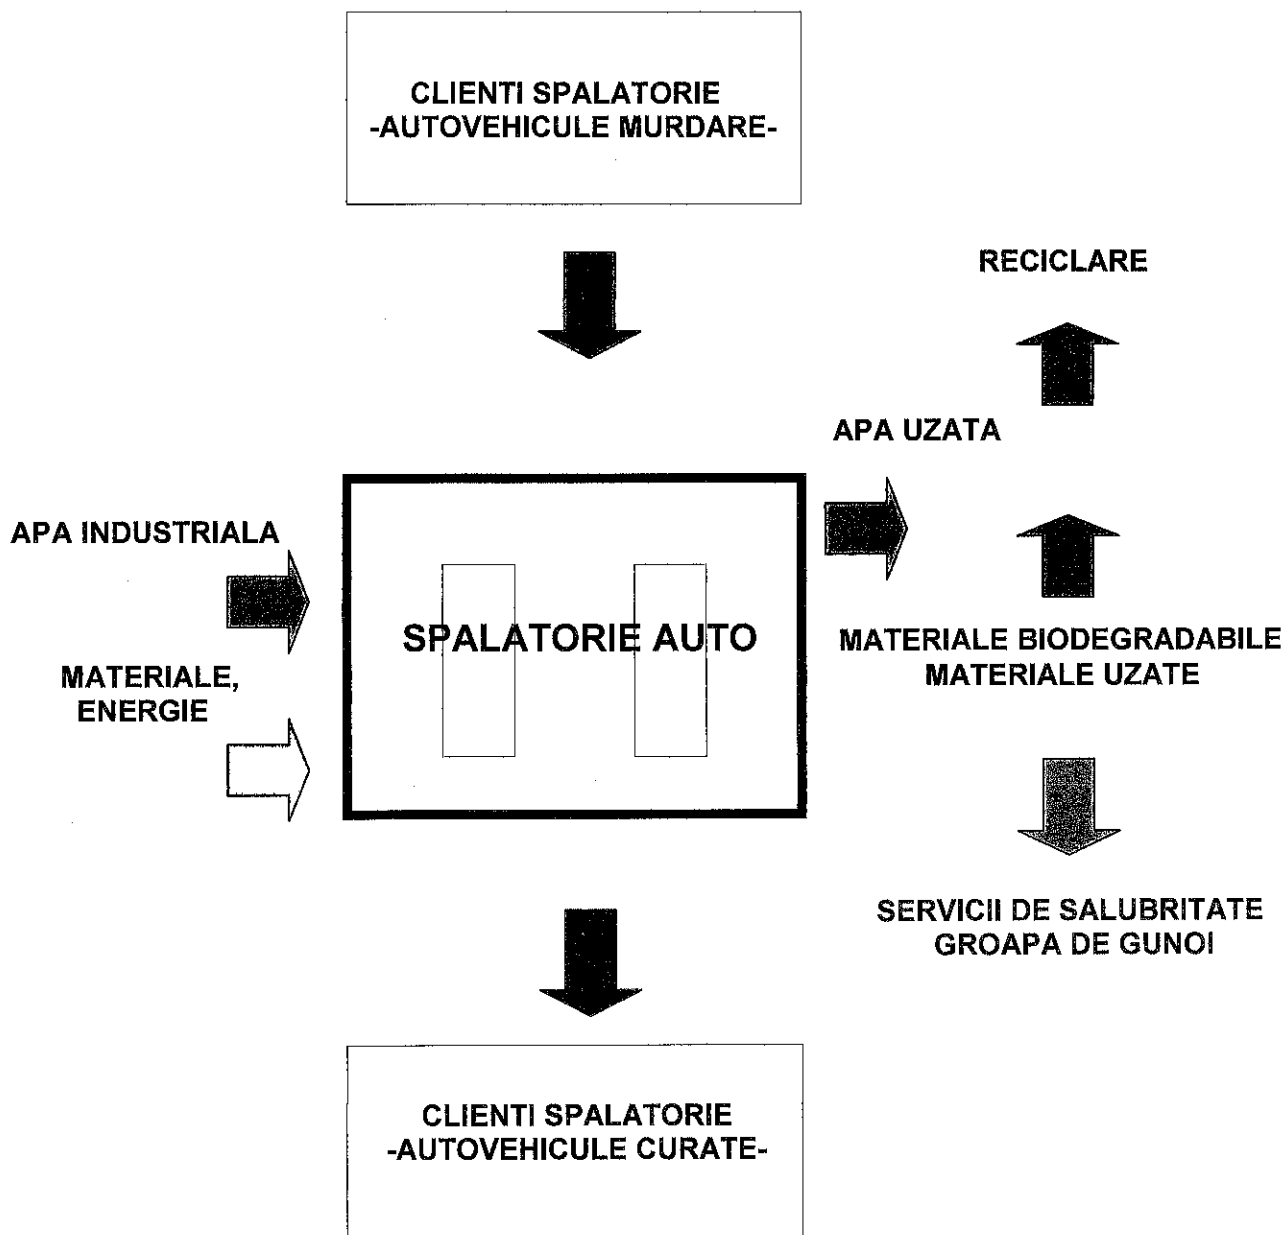 CLIENTI SPALATORIE
-AUTOVEHICULE MURDARE-
RECICLARE
APA UZATA
APA INDUSTRIALA
SPALATORIE AUTO
MATERIALE BIODEGRADABILE
MATERIALE UZATE
MATERIALE,
ENERGIE
SERVICII DE SALUBRITATE
GROAPA DE GUNOI
CLIENTI SPALATORIE
-AUTOVEHICULE CURATE-